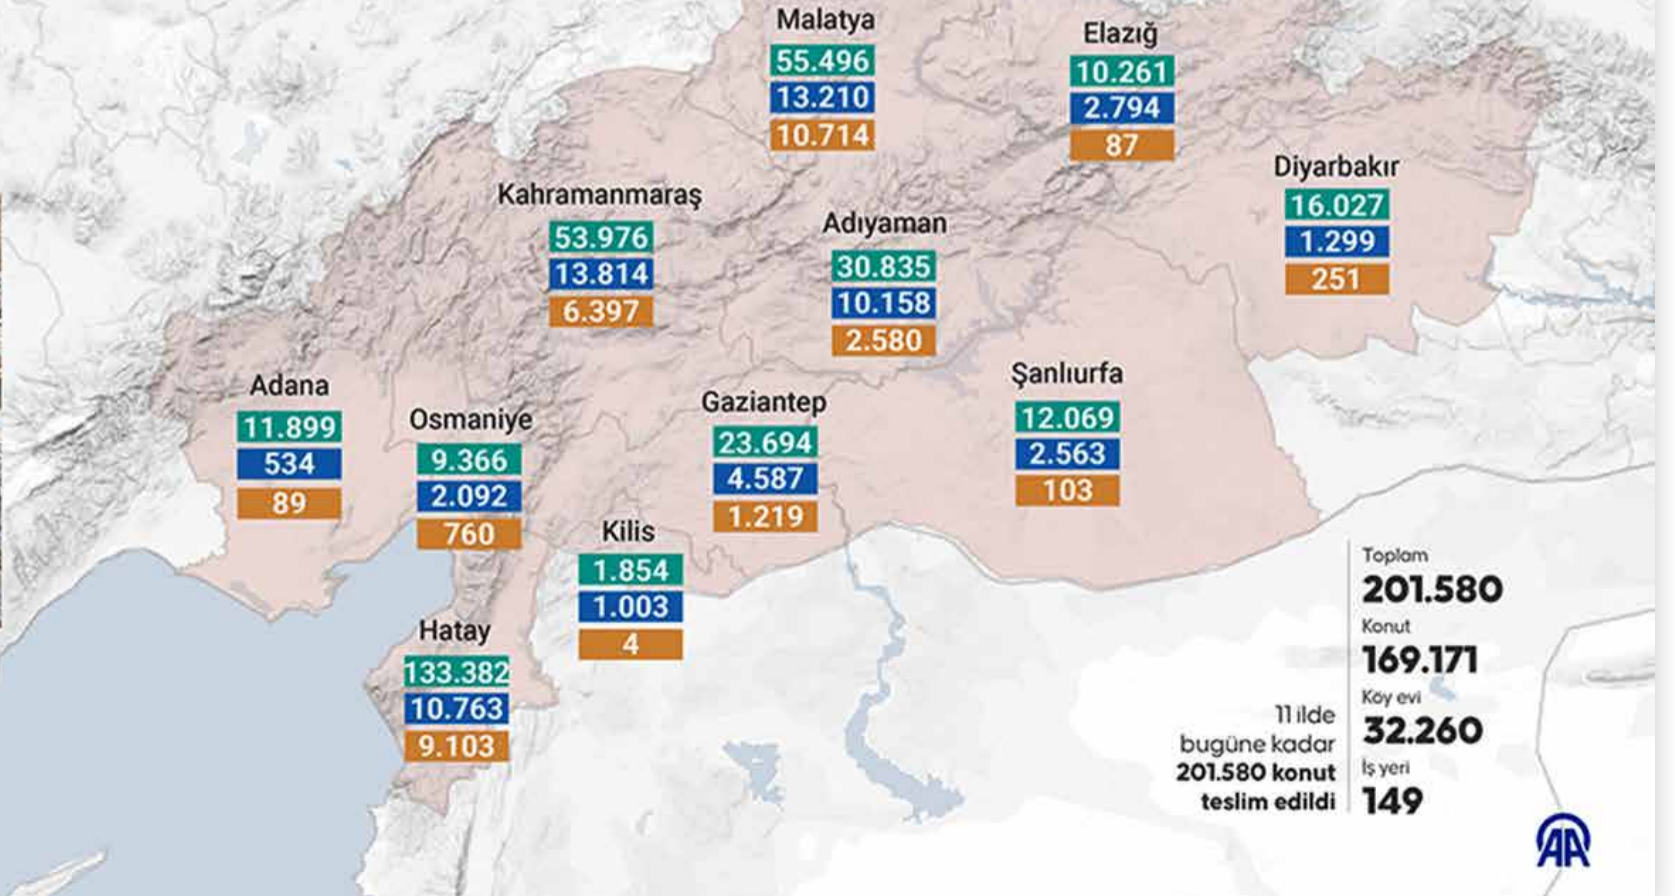 Malatya
55.496
13.210
10.714
Elazığ
10.261
2.794
87
Diyarbakır
16.027
1.299
251
Kahramanmaraş
53.976
13.814
6.397
Adıyaman
30.835
10.158
2.580
Adana
11.899
534
89
Osmaniye
9.366
2.092
760
Gaziantep
23.694
4.587
1.219
Şanlıurfa
12.069
2.563
103
Kilis
1.854
1.003
4
Hatay
133.382
10.763
9.103
11 ilde
bugüne kadar
201.580 konut
teslim edildi
Toplam
201.580
Konut
169.171
Köy evi
32.260
İş yeri
149
AA